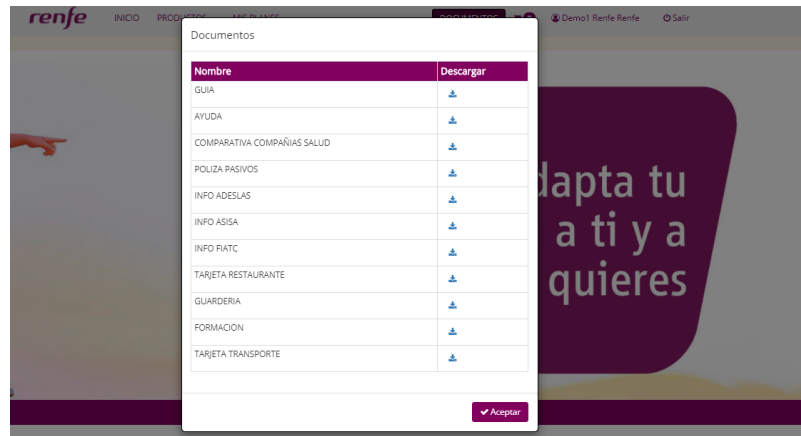 renfe
INICIO
Demo1 Renfe Renfe
Salir
Documentos
Nombre Descargar
GUIA
AYUDA
COMPARATIVA COMPAÑIAS SALUD
POLIZA PASIVOS
INFO ADESLAS
INFO ASISA
INFO FIATC
TARJETA RESTAURANTE
GUARDERIA
FORMACION
TARJETA TRANSPORTE
Aceptar
tu
a ti y a
quieres